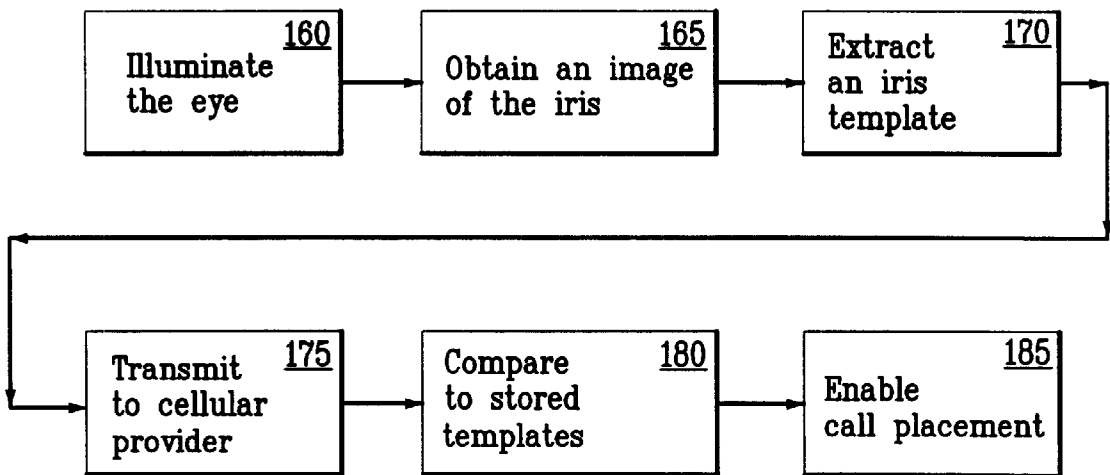 160
Illuminate
the eye
165
Obtain an image
of the iris
170
Extract
an iris
template
175
Transmit
to cellular
provider
180
Compare
to stored
templates
185
Enable
call placement